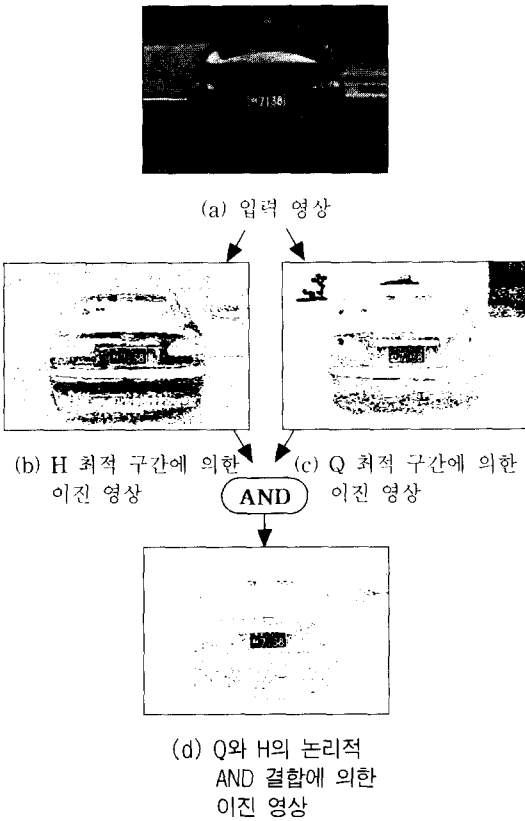 7138
(a) 입력 영상
(b) H 최적 구간에 의한
이진 영상
(c) Q 최적 구간에 의한
이진 영상
AND
(d) Q와 H의 논리적
AND 결합에 의한
이진 영상